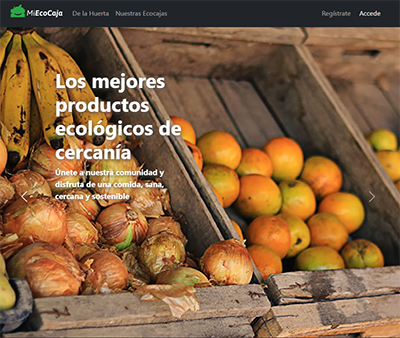 MiEcoCaja De la Huerta Nuestras Ecocajas Regístrate Accede
Los mejores
productos
ecológicos de
cercanía
Únete a nuestra comunidad y
disfruta de una comida, sana,
cercana y sostenible